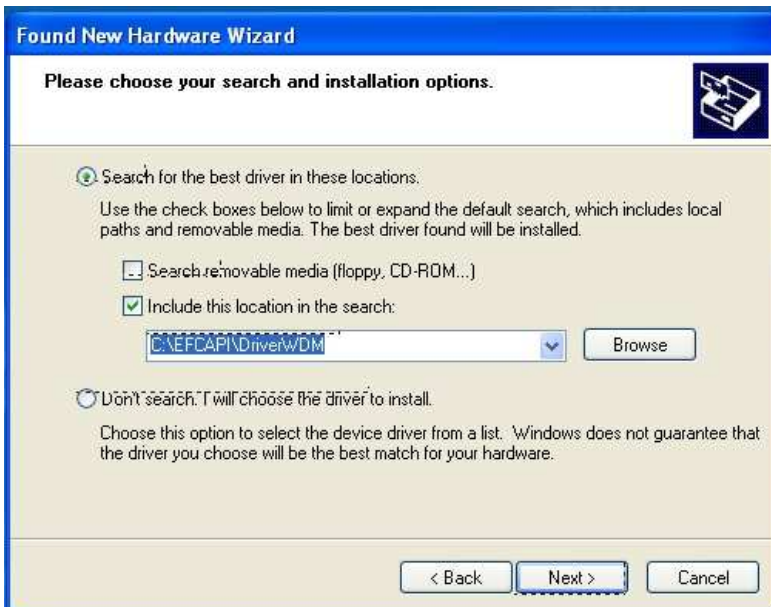 Found New Hardware Wizard
Please choose your search and installation options.
Search for the best driver in these locations.
Use the check boxes below to limit or expand the default search, which includes local
paths and removable media. The best driver found will be installed.
Search removable media (floppy, CD-ROM...)
Include this location in the search:
C:\EFCAPI\DriverWDM
Browse
Don't search. I will choose the driver to install.
Choose this option to select the device driver from a list. Windows does not guarantee that
the driver you choose will be the best match for your hardware.
< Back Next > Cancel